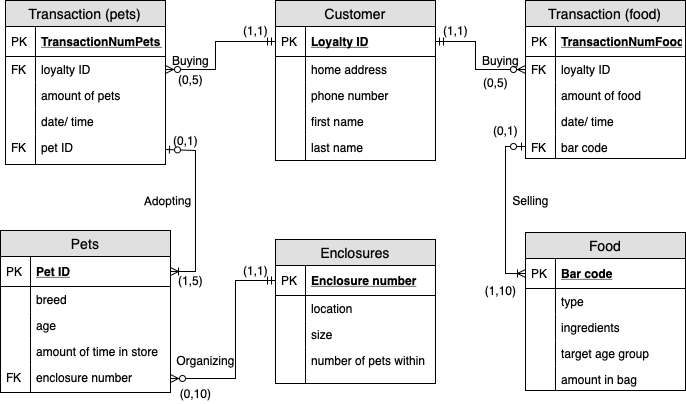 Transaction (pets)
PK TransactionNumPets
FK loyalty ID
amount of pets
date/ time
FK pet ID
Customer
PK Loyalty ID
home address
phone number
first name
last name
Transaction (food)
PK TransactionNumFood
FK loyalty ID
amount of food
date/ time
FK bar code
(1,1)
Buying
(0,5)
(1,1)
Buying
(0,5)
(0,1)
Adopting
(1,5)
(0,1)
Selling
(1,10)
Pets
PK Pet ID
breed
age
amount of time in store
FK enclosure number
(1,1)
Organizing
(0,10)
Enclosures
PK Enclosure number
location
size
number of pets within
Food
PK Bar code
type
ingredients
target age group
amount in bag